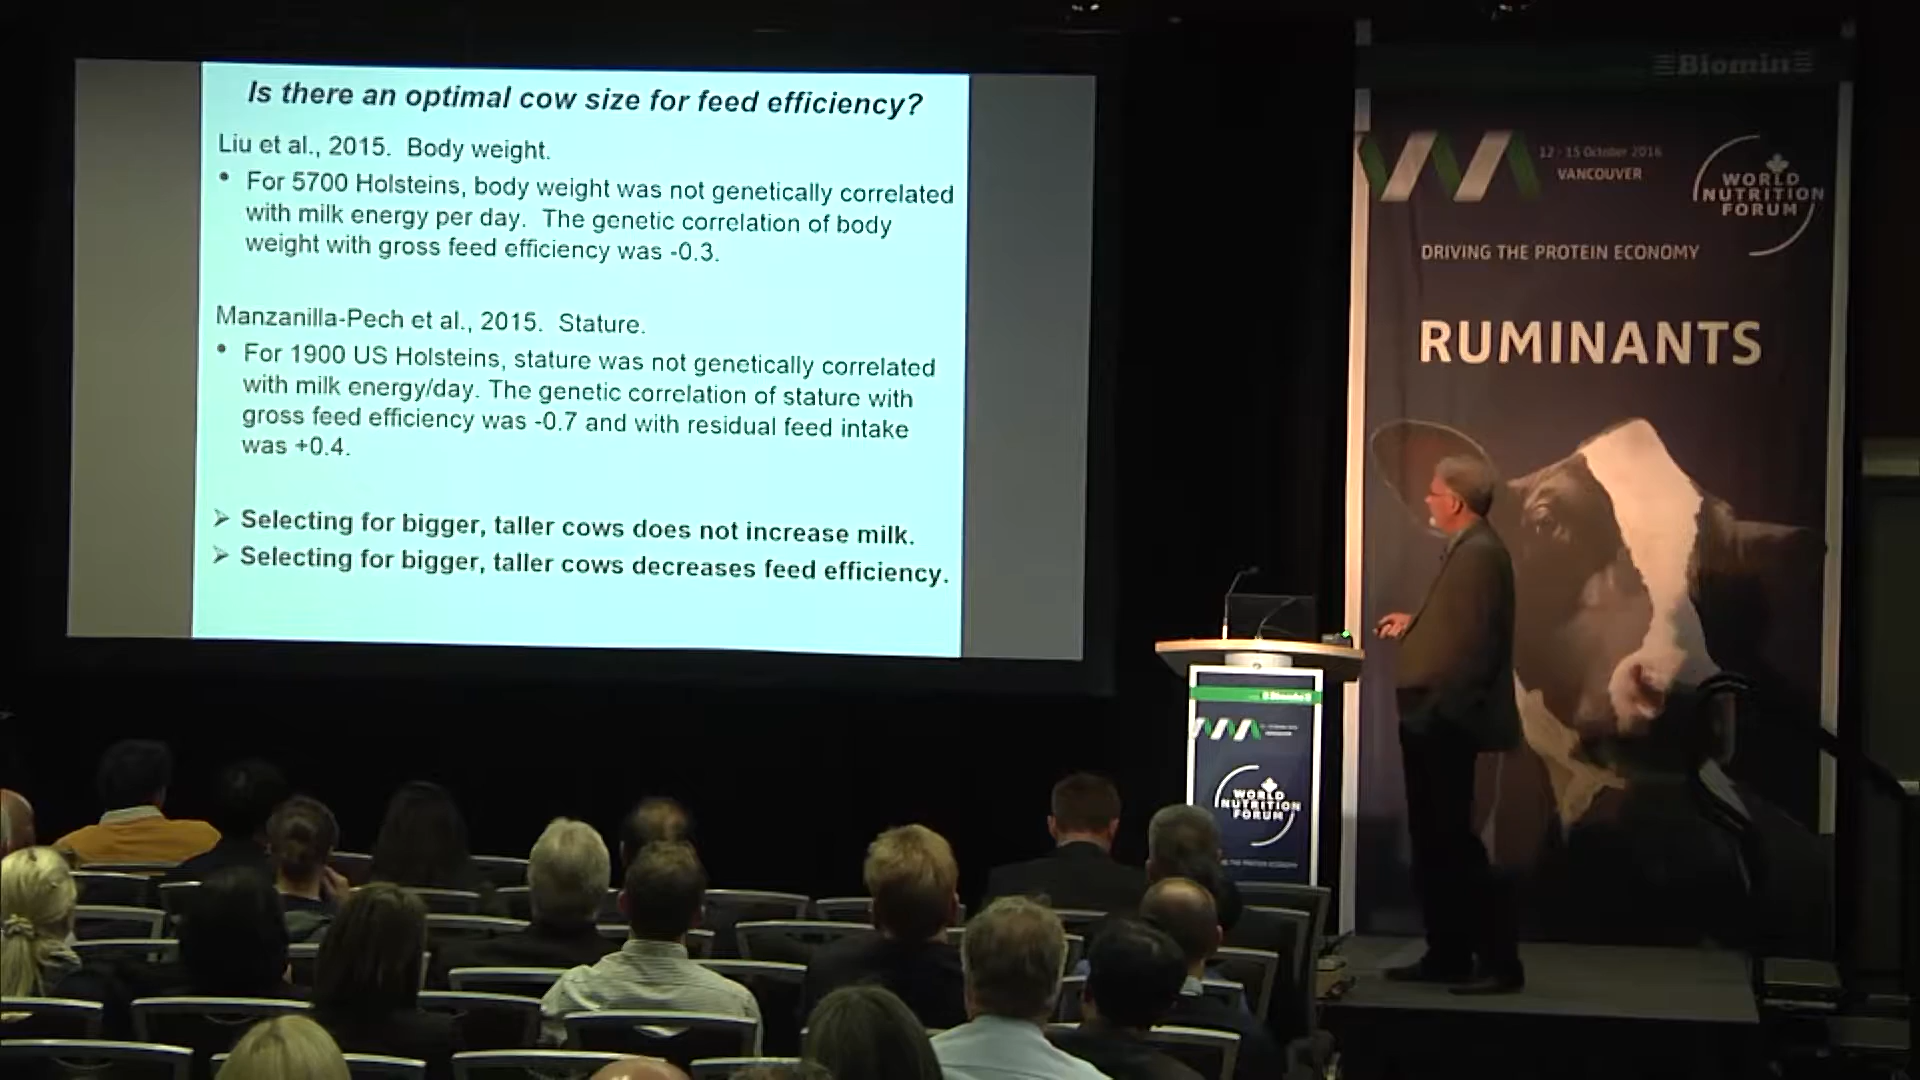 Is there an optimal cow size for feed efficiency?
Liu et al., 2015.  Body weight.
• For 5700 Holsteins, body weight was not genetically correlated
with milk energy per day.  The genetic correlation of body
weight with gross feed efficiency was -0.3.
Manzanilla-Pech et al., 2015.  Stature.
• For 1900 US Holsteins, stature was not genetically correlated
with milk energy/day. The genetic correlation of stature with
gross feed efficiency was -0.7 and with residual feed intake
was +0.4.
➢ Selecting for bigger, taller cows does not increase milk.
➢ Selecting for bigger, taller cows decreases feed efficiency.
Biomin
12 - 15 October 2016
VANCOUVER
WORLD
NUTRITION
FORUM
DRIVING THE PROTEIN ECONOMY
RUMINANTS
Biomin
WORLD
NUTRITION
FORUM